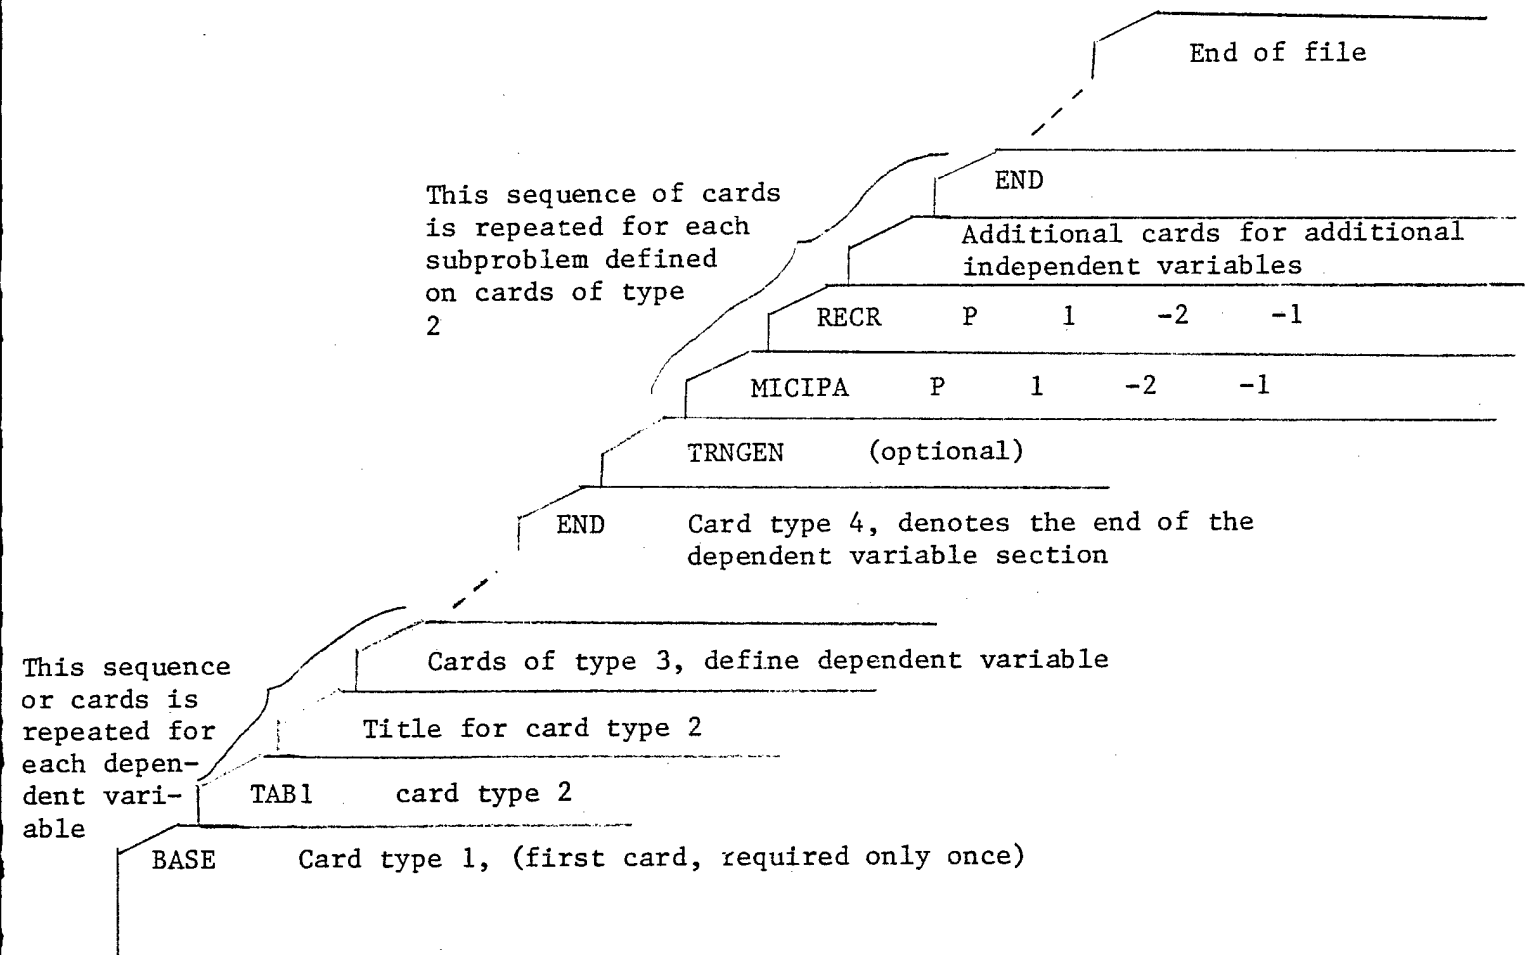 End of file
This sequence of cards
is repeated for each
subproblem defined
on cards of type
2
END
Additional cards for additional
independent variables
RECR P 1 -2 -1
MICIPA P 1 -2 -1
TRNGEN (optional)
END Card type 4, denotes the end of the
dependent variable section
This sequence
or cards is
repeated for
each depen-
dent vari-
able
Cards of type 3, define dependent variable
Title for card type 2
TAB1 card type 2
BASE Card type 1, (first card, required only once)